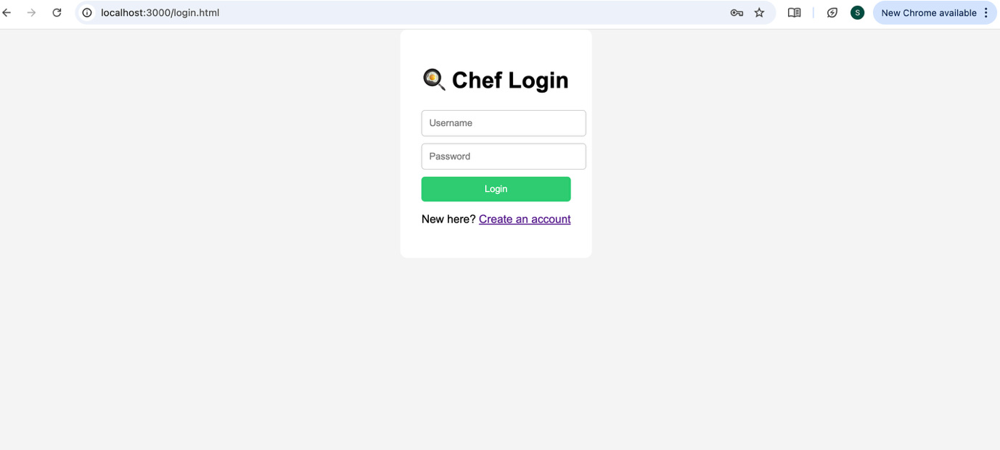 localhost:3000/login.html
S
New Chrome available
🍳 Chef Login
Username
Password
Login
New here? Create an account